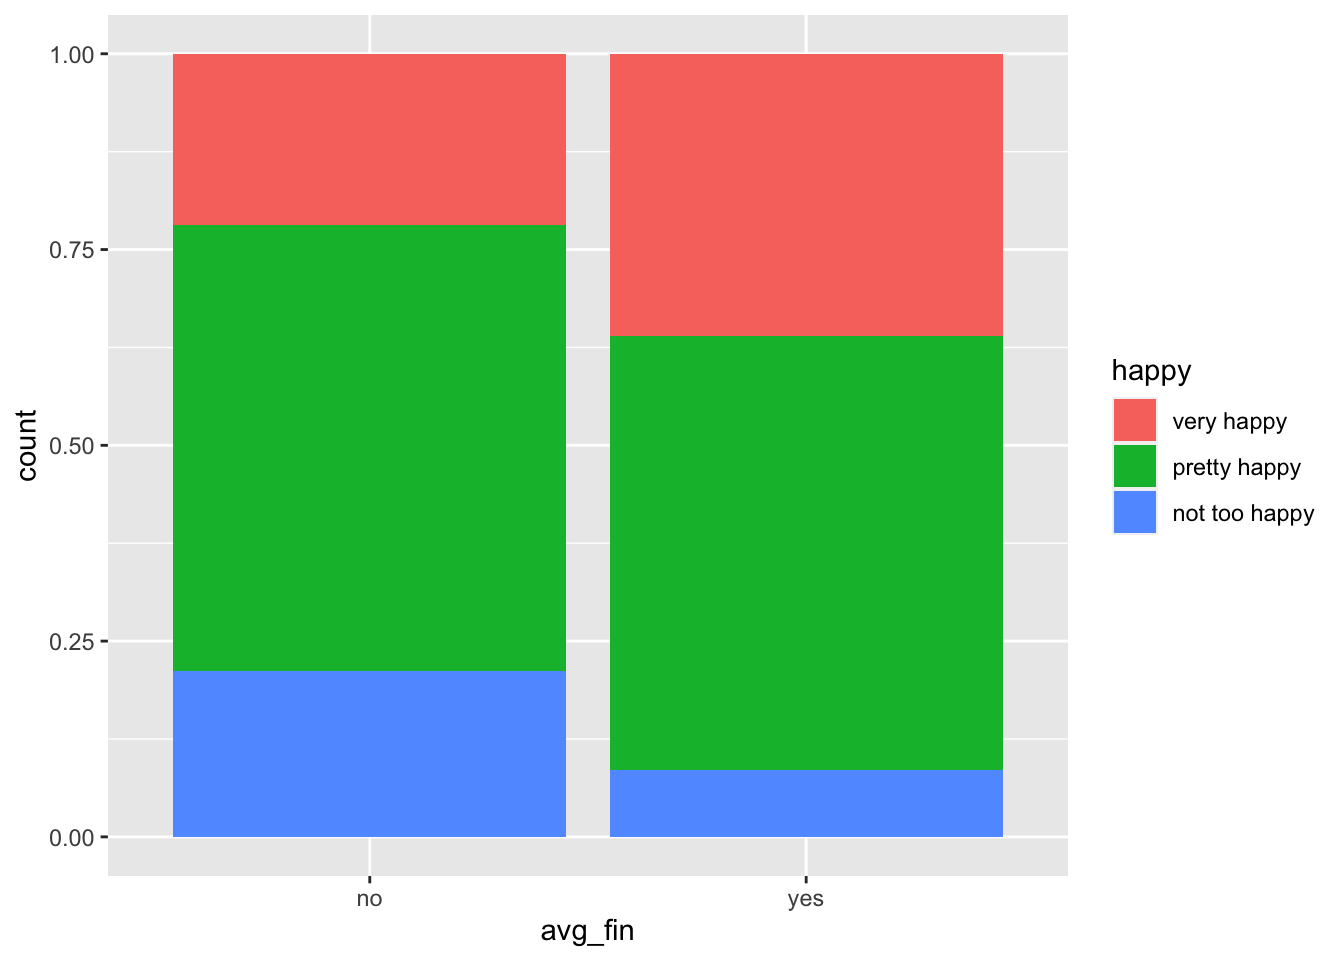 1.00
0.75
0.50
0.25
0.00
count
no
yes
avg_fin
happy
very happy
pretty happy
not too happy